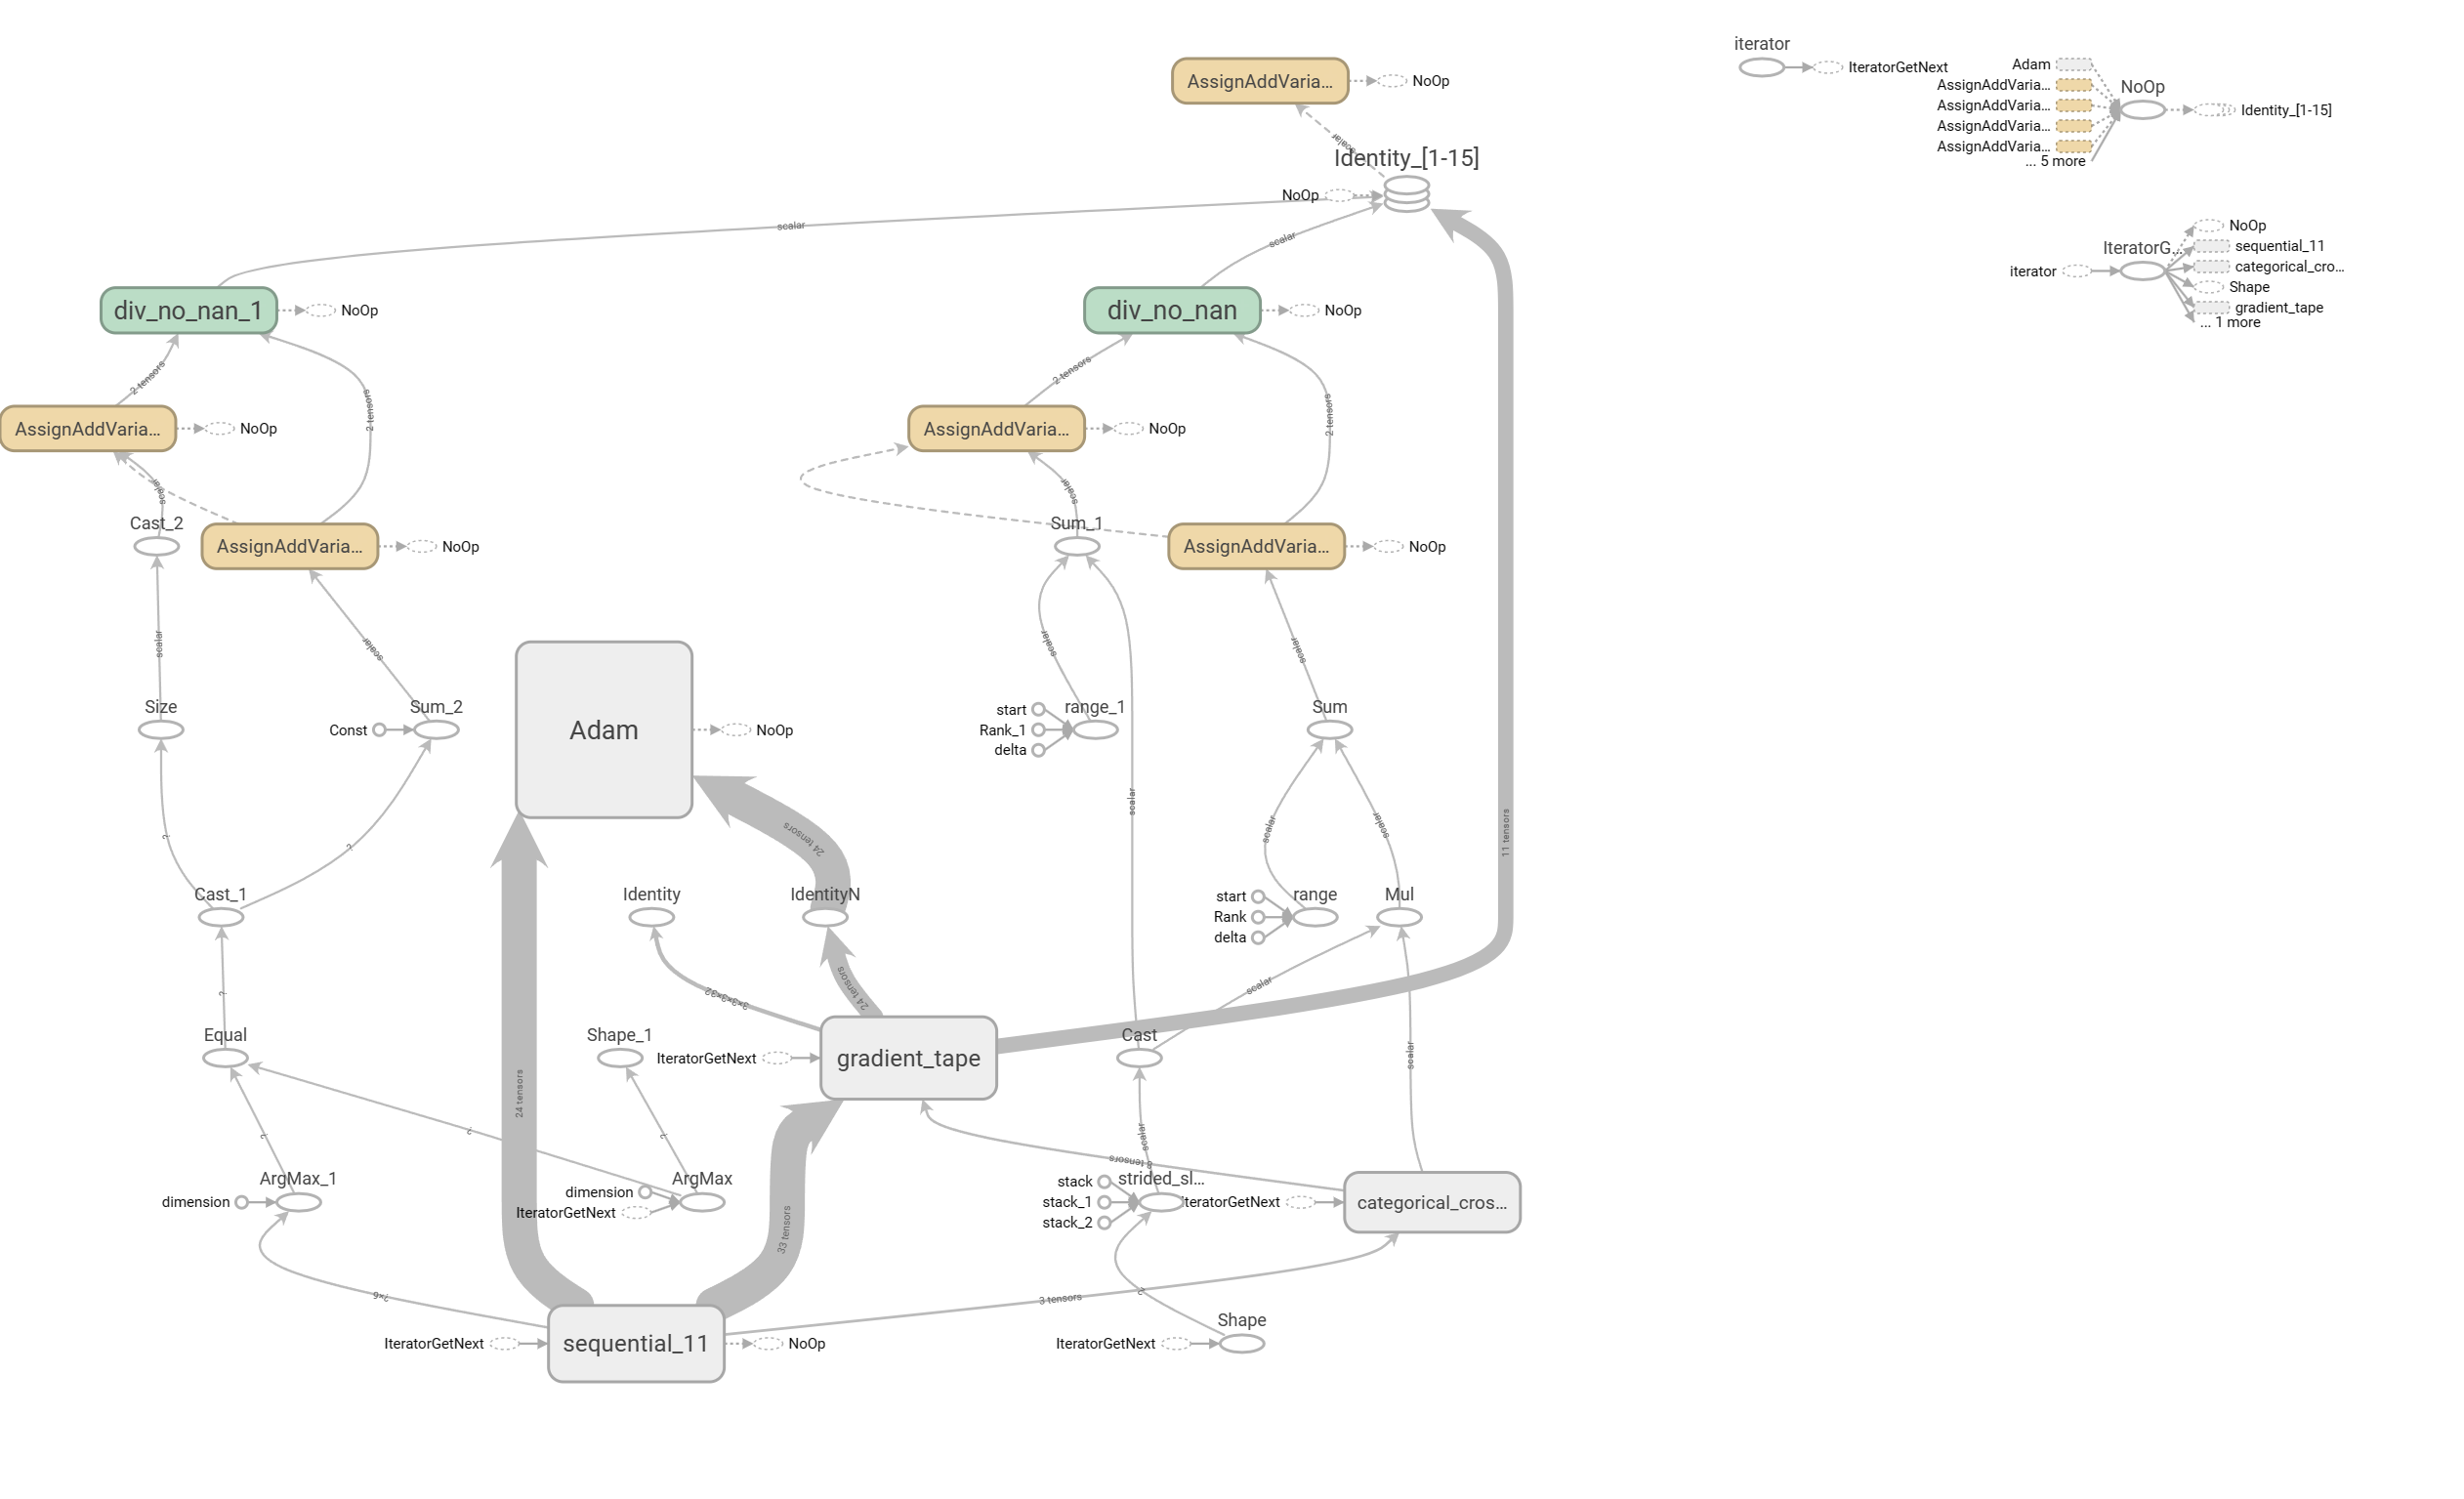 iterator
IteratorGetNext
Adam
AssignAddVaria...
AssignAddVaria...
AssignAddVaria...
AssignAddVaria...
... 5 more
NoOp
Identity_[1-15]
AssignAddVaria...
NoOp
scalar
Identity_[1-15]
NoOp
scalar
scalar
NoOp
sequential_11
categorical_cro...
Shape
gradient_tape
... 1 more
IteratorG...
iterator
div_no_nan_1
NoOp
div_no_nan
NoOp
2 tensors
2 tensors
2 tensors
2 tensors
AssignAddVaria...
NoOp
AssignAddVaria...
NoOp
scalar
scalar
Cast_2
AssignAddVaria...
NoOp
Sum_1
AssignAddVaria...
NoOp
scalar
scalar
scalar
scalar
Size
Const
Sum_2
Adam
NoOp
start
Rank_1
delta
range_1
Sum
?
?
24 tensors
scalar
scalar
scalar
11 tensors
Cast_1
Identity
IdentityN
start
Rank
delta
range
Mul
?
3×3×3×32
24 tensors
scalar
Equal
Shape_1
IteratorGetNext
gradient_tape
Cast
scalar
24 tensors
?
?
?
scalar
8 tensors
dimension
ArgMax_1
dimension
IteratorGetNext
ArgMax
stack
stack_1
stack_2
strided_sl...
IteratorGetNext
categorical_cros...
33 tensors
?×6
3 tensors
?
IteratorGetNext
sequential_11
NoOp
IteratorGetNext
Shape